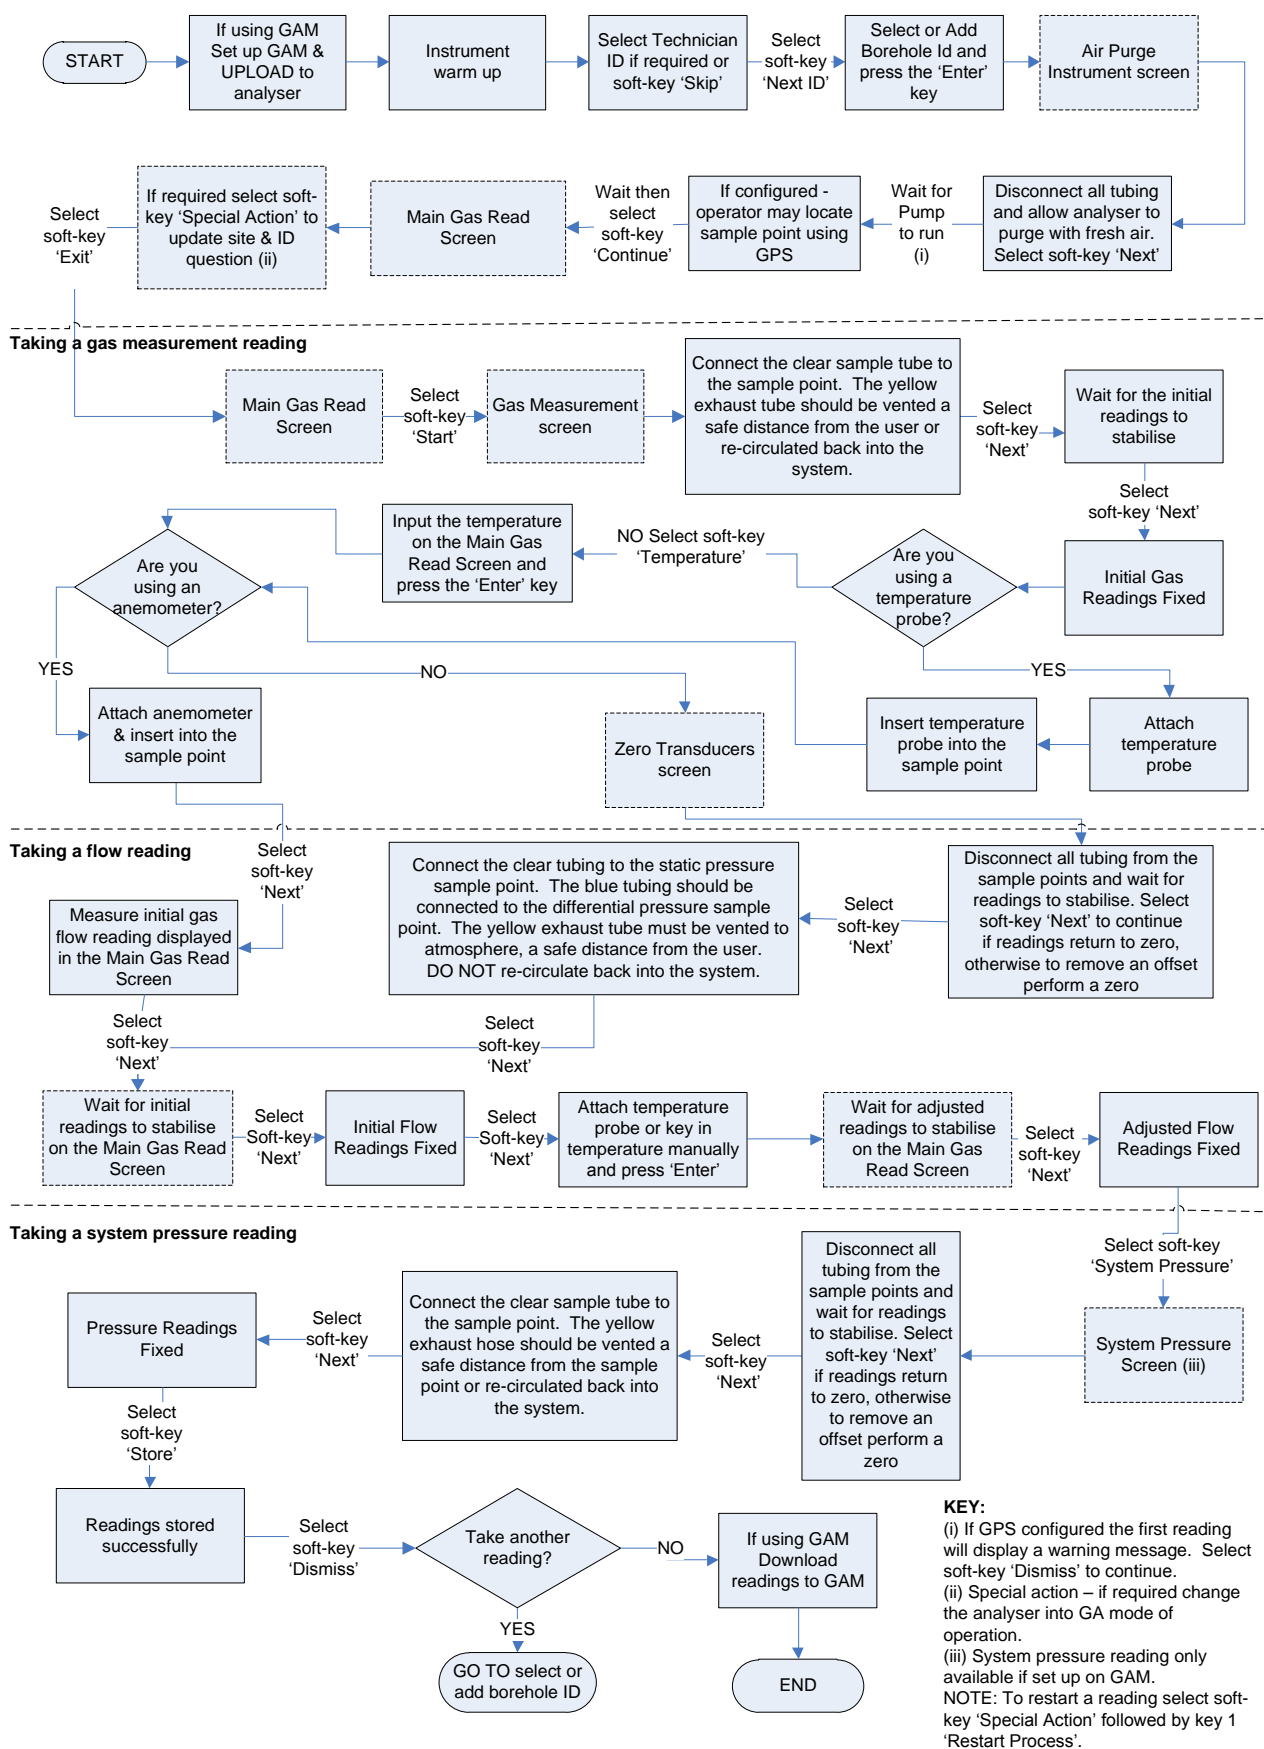 START
If using GAM
Set up GAM &
UPLOAD to
analyser
Instrument
warm up
Select Technician
ID if required or
soft-key ‘Skip’
Select
soft-key
‘Next ID’
Select or Add
Borehole Id and
press the ‘Enter’
key
Air Purge
Instrument screen
Disconnect all tubing
and allow analyser to
purge with fresh air.
Select soft-key ‘Next’
Wait for
Pump
to run
(i)
If configured -
operator may locate
sample point using
GPS
Wait then
select
soft-key
‘Continue’
Main Gas Read
Screen
If required select soft-
key ‘Special Action’ to
update site & ID
question (ii)
Select
soft-key
‘Exit’
Taking a gas measurement reading
Main Gas Read
Screen
Select
soft-key
‘Start’
Gas Measurement
screen
Connect the clear sample tube to
the sample point.  The yellow
exhaust tube should be vented a
safe distance from the user or
re-circulated back into the
system.
Select
soft-key
‘Next’
Wait for the initial
readings to
stabilise
Select
soft-key ‘Next’
Initial Gas
Readings Fixed
Are you
using a
temperature
probe?
NO Select soft-key
‘Temperature’
Input the temperature
on the Main Gas
Read Screen and
press the ‘Enter’ key
YES
Attach
temperature
probe
Insert temperature
probe into the
sample point
Are you
using an
anemometer?
YES
Attach anemometer
& insert into the
sample point
NO
Zero Transducers
screen
Taking a flow reading
Select
soft-key
‘Next’
Measure initial gas
flow reading displayed
in the Main Gas Read
Screen
Disconnect all tubing from the
sample points and wait for
readings to stabilise. Select
soft-key ‘Next’ to continue
if readings return to zero,
otherwise to remove an offset
perform a zero
Select
soft-key
‘Next’
Connect the clear tubing to the static pressure
sample point.  The blue tubing should be
connected to the differential pressure sample
point.  The yellow exhaust tube must be vented to
atmosphere, a safe distance from the user.
DO NOT re-circulate back into the system.
Select
soft-key
‘Next’
Select
soft-key
‘Next’
Wait for initial
readings to stabilise
on the Main Gas Read
Screen
Select
Soft-key
‘Next’
Initial Flow
Readings Fixed
Select
Soft-key
‘Next’
Attach temperature
probe or key in
temperature manually
and press ‘Enter’
Wait for adjusted
readings to stabilise
on the Main Gas
Read Screen
Select
soft-key
‘Next’
Adjusted Flow
Readings Fixed
Taking a system pressure reading
Select soft-key
‘System Pressure’
System Pressure
Screen (iii)
Disconnect all
tubing from the
sample points and
wait for readings
to stabilise. Select
soft-key ‘Next’
if readings return
to zero, otherwise
to remove an
offset perform a
zero
Select
soft-key
‘Next’
Connect the clear sample tube to
the sample point.  The yellow
exhaust hose should be vented a
safe distance from the sample
point or re-circulated back into
the system.
Select
soft-key
‘Next’
Pressure Readings
Fixed
Select
soft-key
‘Store’
Readings stored
successfully
Select
soft-key
‘Dismiss’
Take another
reading?
NO
If using GAM
Download
readings to GAM
YES
GO TO select or
add borehole ID
END
KEY:
(i) If GPS configured the first reading
will display a warning message.  Select
soft-key ‘Dismiss’ to continue.
(ii) Special action – if required change
the analyser into GA mode of
operation.
(iii) System pressure reading only
available if set up on GAM.
NOTE: To restart a reading select soft-
key ‘Special Action’ followed by key 1
‘Restart Process’.